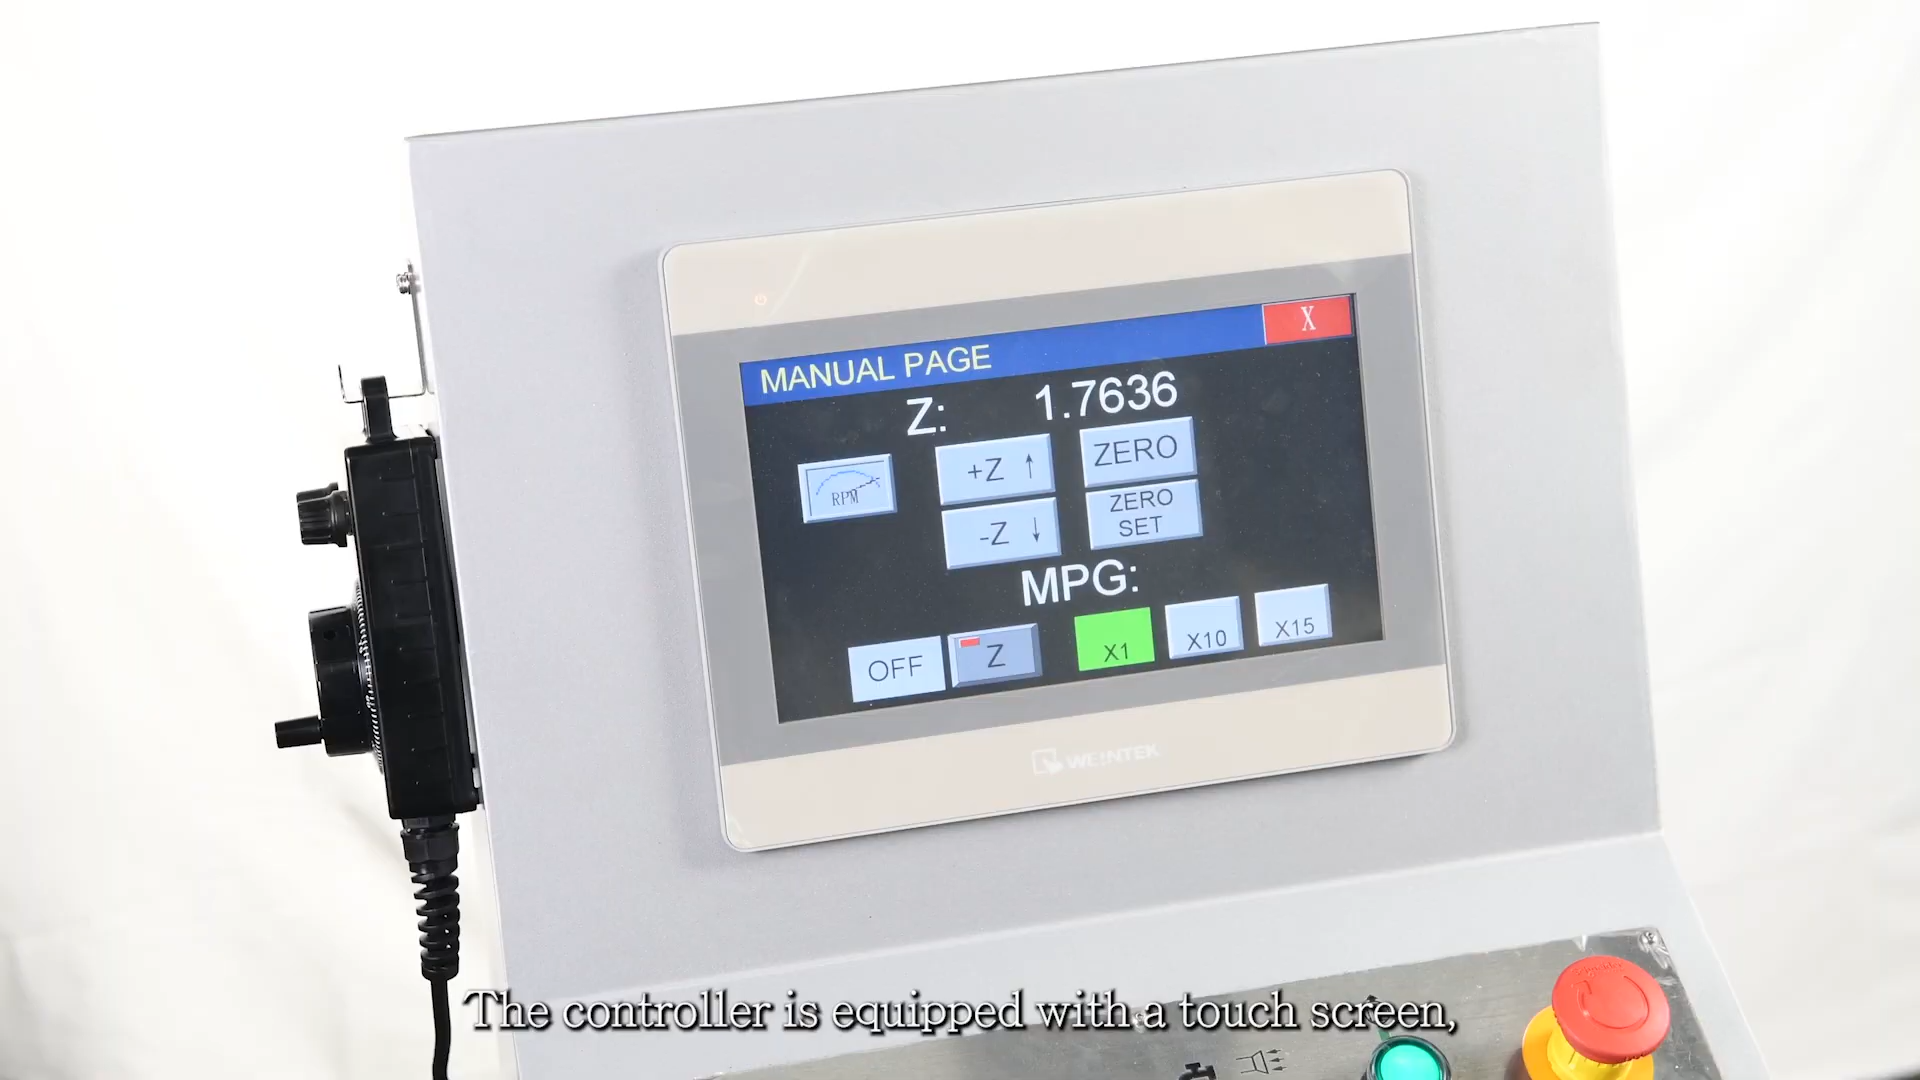 X
MANUAL PAGE
Z: 1.7636
RPM
+Z ↑
ZERO
-Z ↓
ZERO
SET
MPG:
OFF
Z
X1
X10
X15
WEINTEK
The controller is equipped with a touch screen,